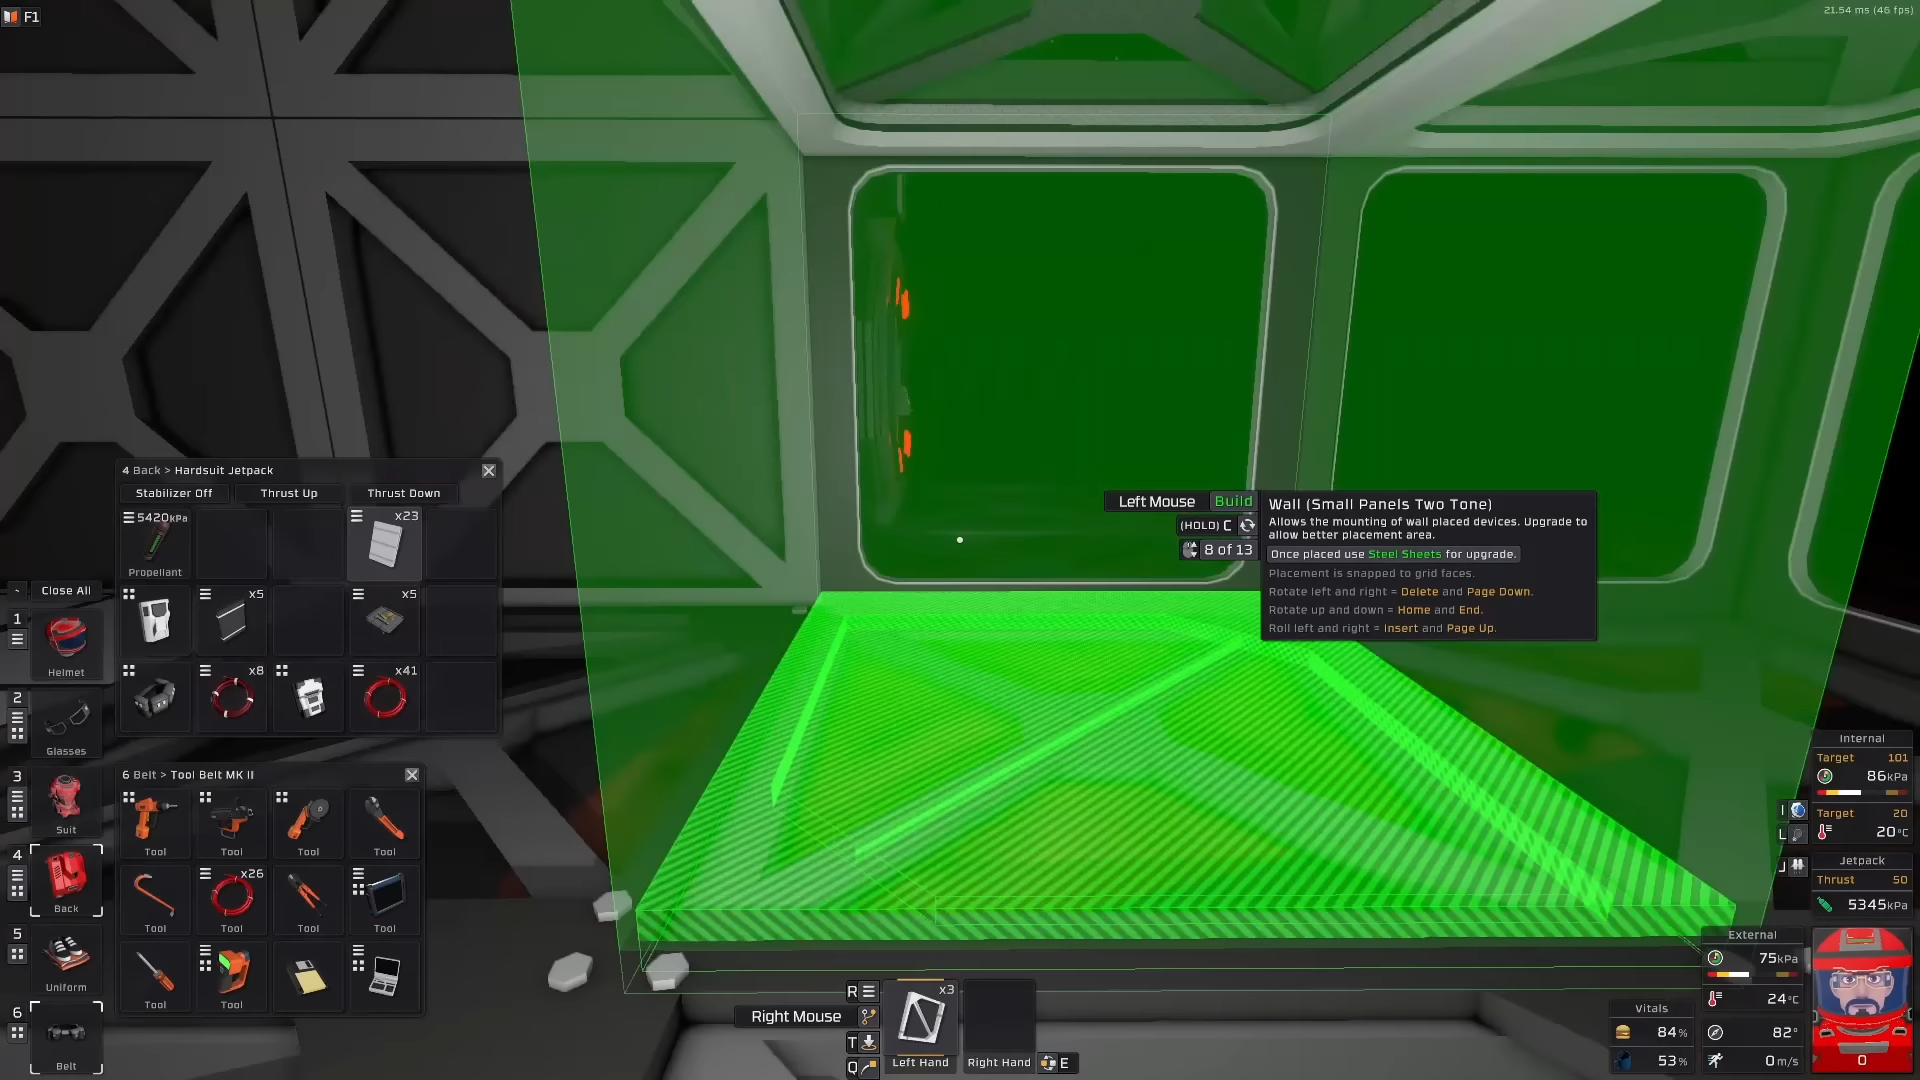 F1
21.54 ms (46 fps)
4 Back > Hardsuit Jetpack
Stabilizer Off
Thrust Up
Thrust Down
5420kPa
x23
Propellant
x5
x5
x8
x41
~
Close All
1
Helmet
2
Glasses
3
Suit
4
Back
5
Uniform
6
Belt
6 Belt > Tool Belt MK II
Tool
Tool
Tool
Tool
x26
Tool
Tool
Tool
Tool
Tool
Tool
Left Mouse
Build
(HOLD) C
8 of 13
Wall (Small Panels Two Tone)
Allows the mounting of wall placed devices. Upgrade to
allow better placement area.
Once placed use Steel Sheets for upgrade.
Placement is snapped to grid faces.
Rotate left and right = Delete and Page Down.
Rotate up and down = Home and End.
Roll left and right = Insert and Page Up.
R
x3
Right Mouse
T
Q
Left Hand
Right Hand
E
Internal
Target 101
86kPa
I
Target 20
L
20°C
Jetpack
J
Thrust 50
5345kPa
External
75kPa
24°C
Vitals
84%
82°
53%
0m/s
0